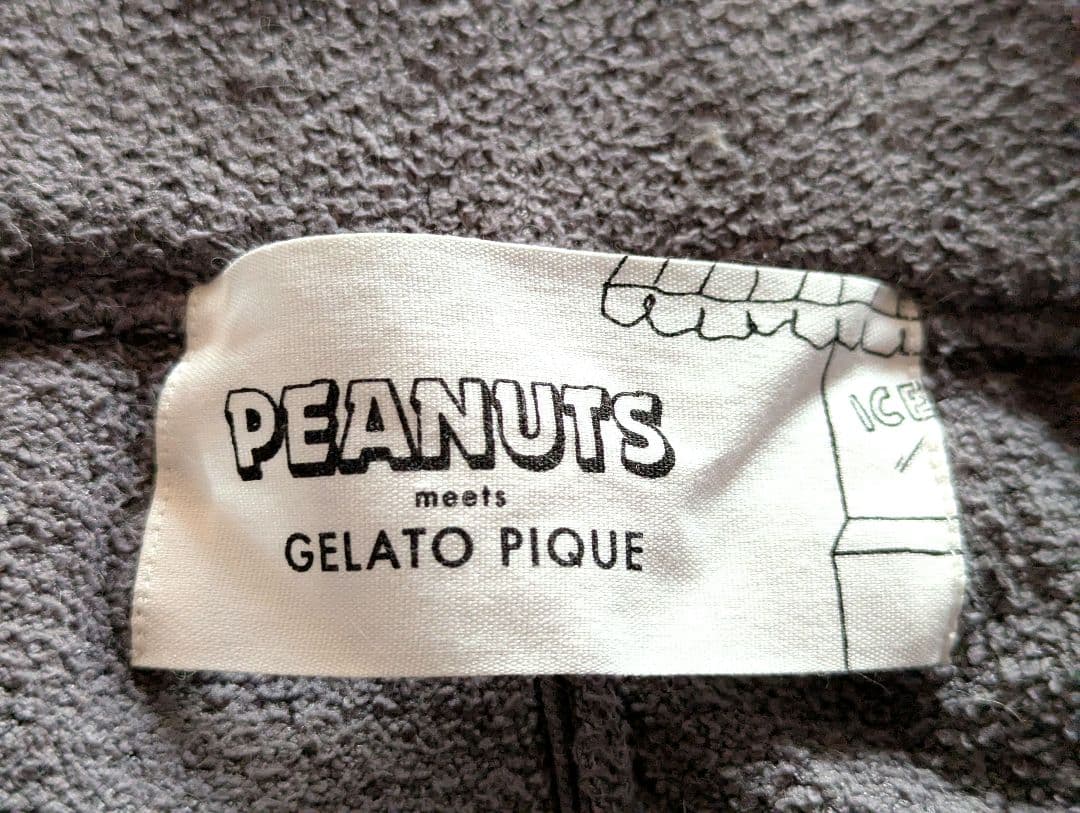 PEANUTS
meets
GELATO PIQUE
ICE